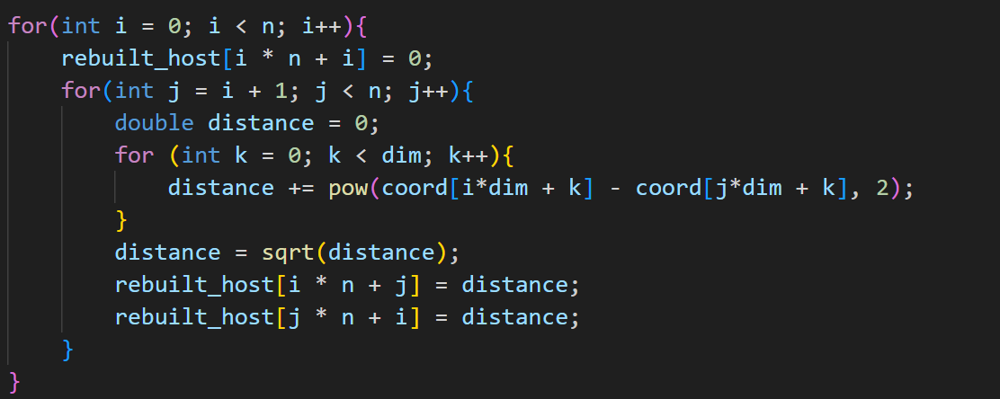 for(int i = 0; i < n; i++){
    rebuilt_host[i * n + i] = 0;
    for(int j = i + 1; j < n; j++){
        double distance = 0;
        for (int k = 0; k < dim; k++){
            distance += pow(coord[i*dim + k] - coord[j*dim + k], 2);
        }
        distance = sqrt(distance);
        rebuilt_host[i * n + j] = distance;
        rebuilt_host[j * n + i] = distance;
    }
}